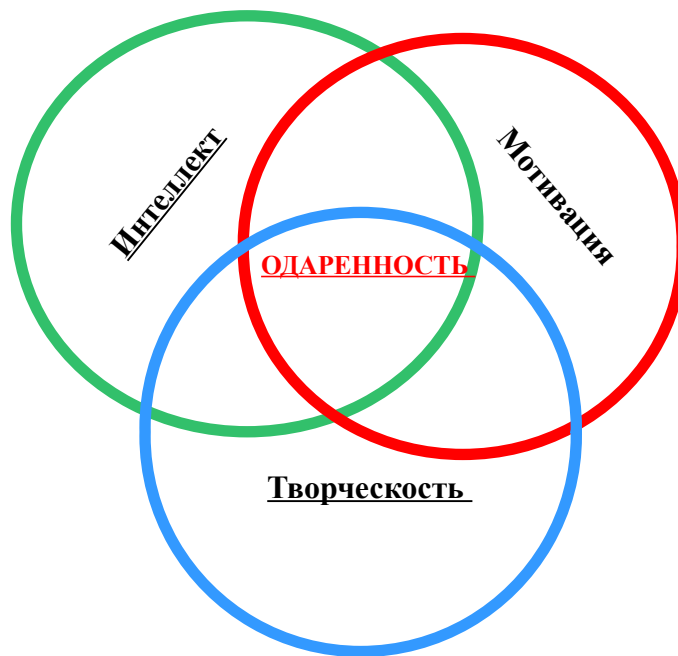 Интеллект
Мотивация
ОДАРЕННОСТЬ
Творческость